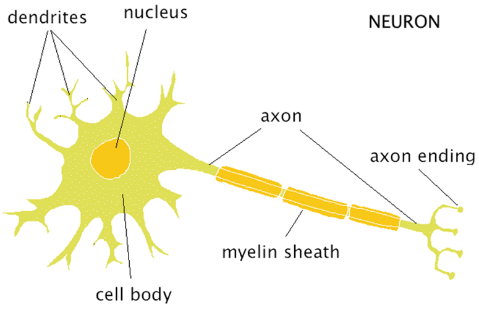 dendrites
nucleus
NEURON
axon
axon ending
myelin sheath
cell body